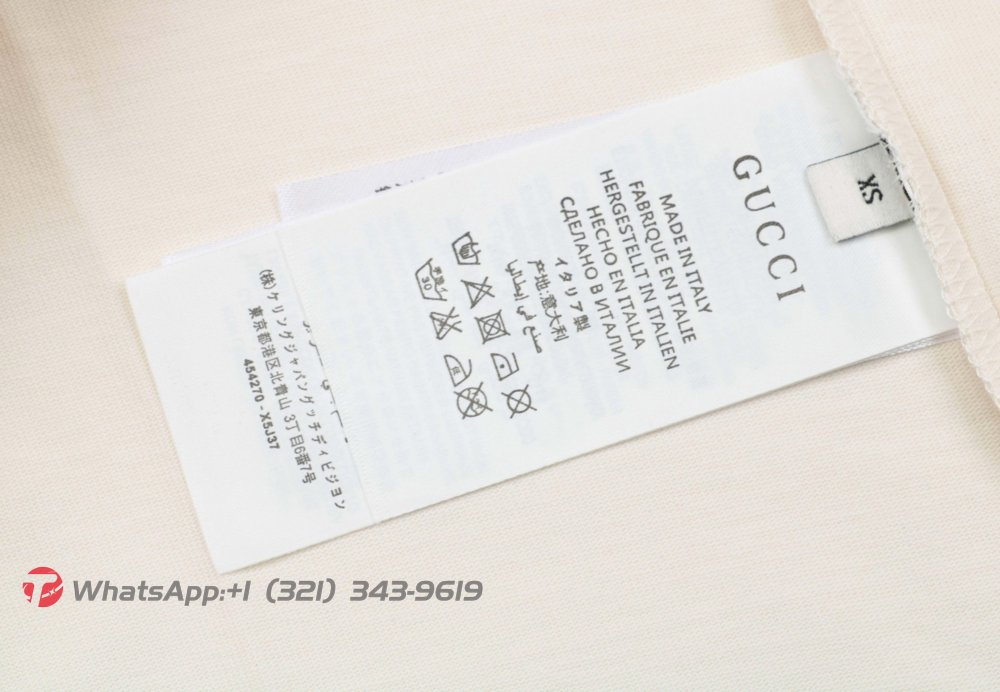 GUCCI
XS
MADE IN ITALY
FABRIQUE EN ITALIE
HERGESTELLT IN ITALIEN
HECHO EN ITALIA
СДЕЛАНО В ИТАЛИИ
イタリア製
产地:意大利
صنع في إيطاليا
30
(株)ケリングジャパングッチディビジョン
東京都港区北青山 3丁目6番7号
454270 - X5J37
WhatsApp:+1 (321) 343-9619